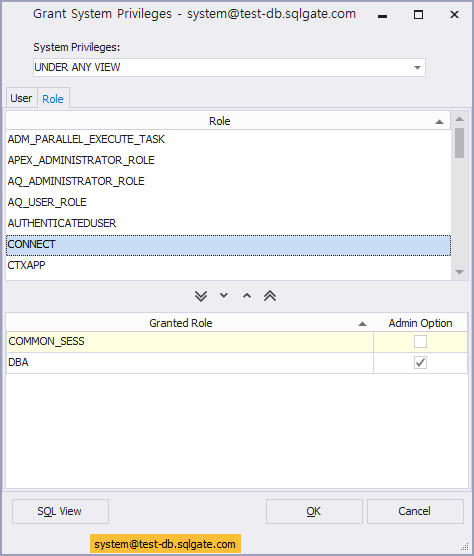 Grant System Privileges - system@test-db.sqlgate.com
System Privileges:
UNDER ANY VIEW
User Role
Role
ADM_PARALLEL_EXECUTE_TASK
APEX_ADMINISTRATOR_ROLE
AQ_ADMINISTRATOR_ROLE
AQ_USER_ROLE
AUTHENTICATEDUSER
CONNECT
CTXAPP
Granted Role Admin Option
COMMON_SESS
DBA
SQL View OK Cancel
system@test-db.sqlgate.com